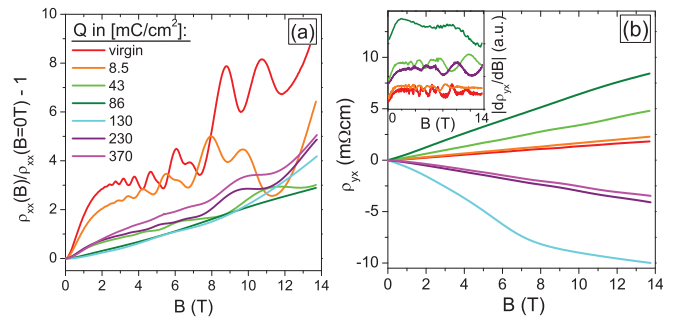 Q in [mC/cm²]:
virgin
8.5
43
86
130
230
370
(a)
ρxx(B)/ρxx(B=0T) - 1
10
8
6
4
2
0
0 2 4 6 8 10 12 14
B (T)
(b)
|dρyx/dB| (a.u.)
0 14
B (T)
ρyx (mΩcm)
10
5
0
-5
-10
0 2 4 6 8 10 12 14
B (T)